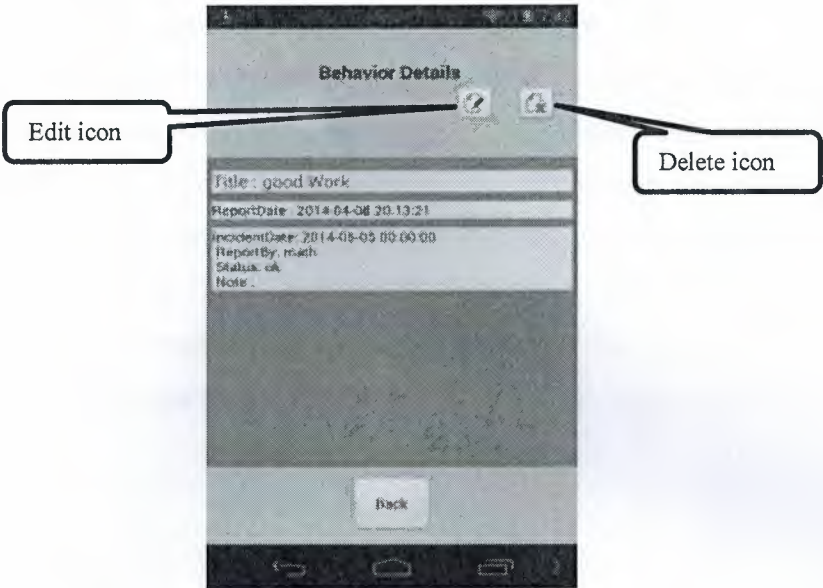 Behavior Details
Edit icon
Delete icon
Title : good Work
ReportDate : 2014-04-08 20:13:21
IncidentDate: 2014-05-05 00:00:00
ReportBy: math
Status: ok
Note :
Back